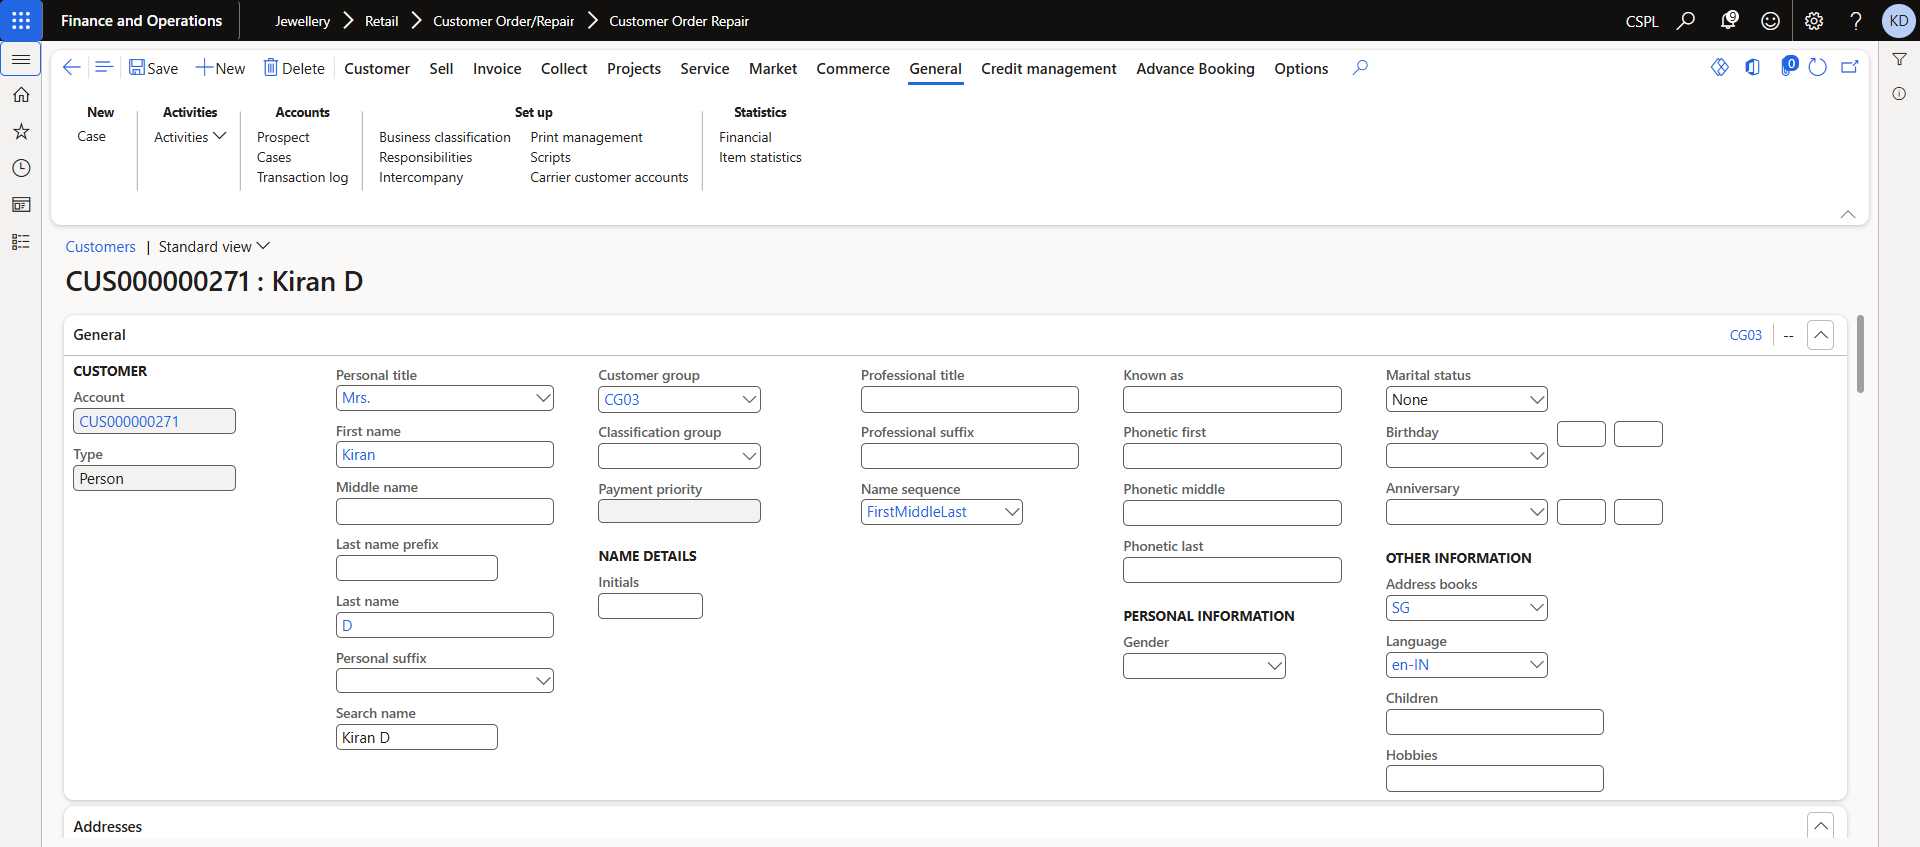 Finance and Operations
Jewellery Retail Customer Order/Repair Customer Order Repair
CSPL 9 ? KD
Save New Delete Customer Sell Invoice Collect Projects Service Market Commerce General Credit management Advance Booking Options 0
New
Case
Activities
Activities
Accounts
Prospect
Cases
Transaction log
Set up
Business classification
Responsibilities
Intercompany
Print management
Scripts
Carrier customer accounts
Statistics
Financial
Item statistics
Customers | Standard view
CUS000000271 : Kiran D
General CG03 --
CUSTOMER
Account
CUS000000271
Type
Person
Personal title
Mrs.
First name
Kiran
Middle name
Last name prefix
Last name
D
Personal suffix
Search name
Kiran D
Customer group
CG03
Classification group
Payment priority
NAME DETAILS
Initials
Professional title
Professional suffix
Name sequence
FirstMiddleLast
Known as
Phonetic first
Phonetic middle
Phonetic last
PERSONAL INFORMATION
Gender
Marital status
None
Birthday
Anniversary
OTHER INFORMATION
Address books
SG
Language
en-IN
Children
Hobbies
Addresses